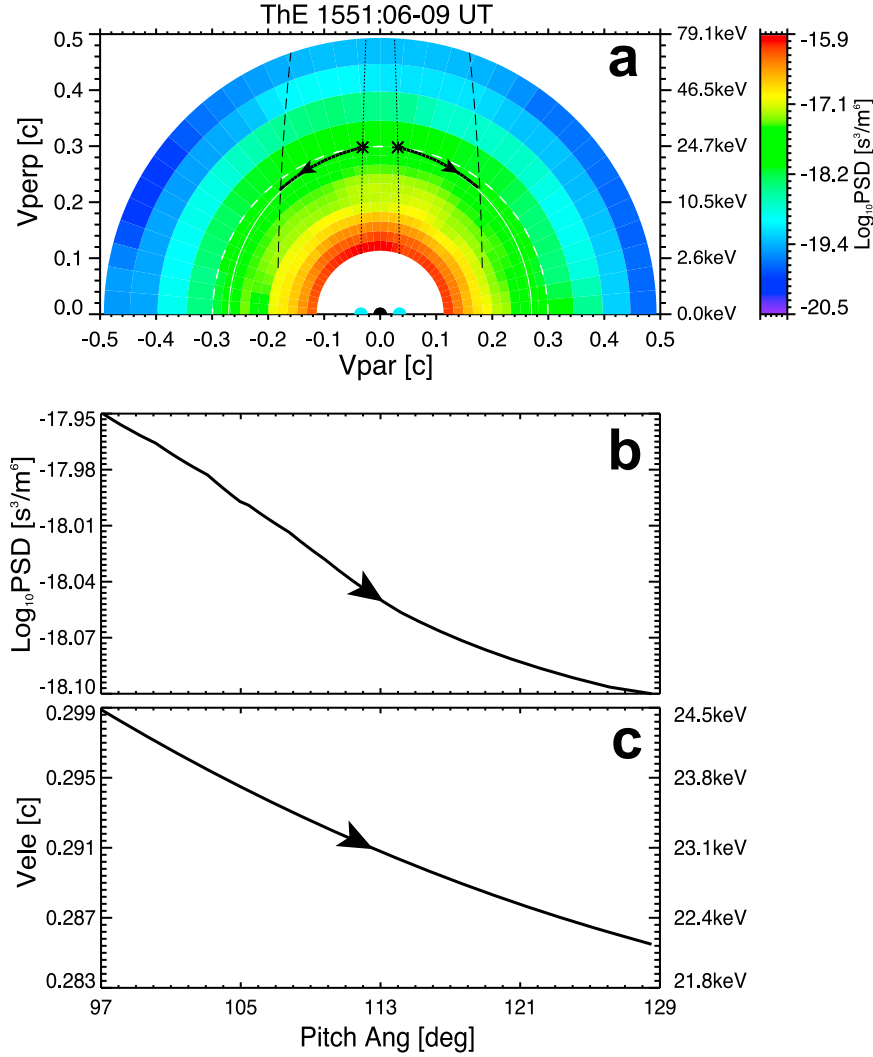 ThE 1551:06-09 UT
a
Vperp [c]
0.5
0.4
0.3
0.2
0.1
0.0
79.1keV
46.5keV
24.7keV
10.5keV
2.6keV
0.0keV
-15.9
-17.1
-18.2
-19.4
-20.5
Log₁₀PSD [s³/m⁶]
-0.5 -0.4 -0.3 -0.2 -0.1 0.0 0.1 0.2 0.3 0.4 0.5
Vpar [c]
b
Log₁₀PSD [s³/m⁶]
-17.95
-17.98
-18.01
-18.04
-18.07
-18.10
c
Vele [c]
0.299
0.295
0.291
0.287
0.283
24.5keV
23.8keV
23.1keV
22.4keV
21.8keV
97 105 113 121 129
Pitch Ang [deg]